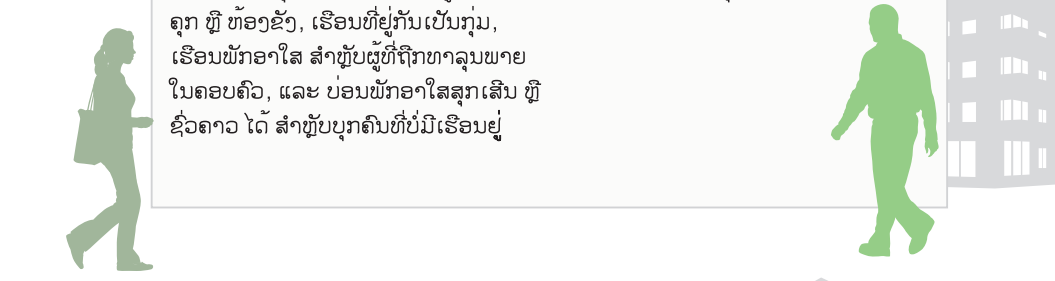 ຄຸກ ຫຼື ຫ້ອງຂັງ, ເຮືອນທີ່ຢູ່ກັນເປັນກຸ່ມ,
ເຮືອນພັກອາໃສ ສຳຫຼັບຜູ້ທີ່ຖືກທາລຸນພາຍ
ໃນຄອບຄົວ, ແລະ ບ່ອນພັກອາໃສສຸກເສີນ ຫຼື
ຊົ່ວຄາວ ໄດ້ ສຳຫຼັບບຸກຄົນທີ່ບໍ່ມີເຮືອນຢູ່